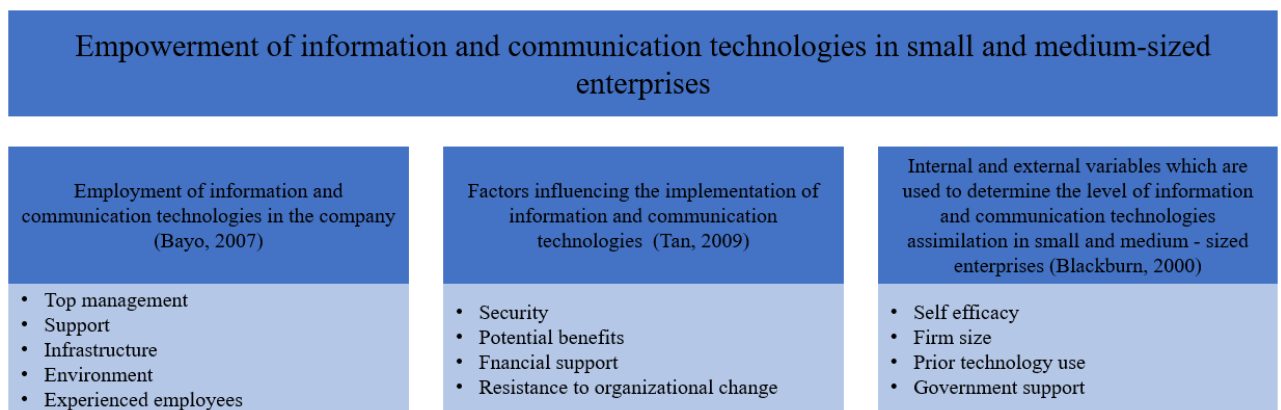 Empowerment of information and communication technologies in small and medium-sized
enterprises
Employment of information and
communication technologies in the company
(Bayo, 2007)
• Top management
• Support
• Infrastructure
• Environment
• Experienced employees
Factors influencing the implementation of
information and communication
technologies (Tan, 2009)
• Security
• Potential benefits
• Fnancial support
• Resistance to organizational change
Internal and external variables which are
used to determine the level of information
and communication technologies
assimilation in small and medium - sized
enterprises (Blackburn, 2000)
• Self efficacy
• Firm size
• Prior technology use
• Government support